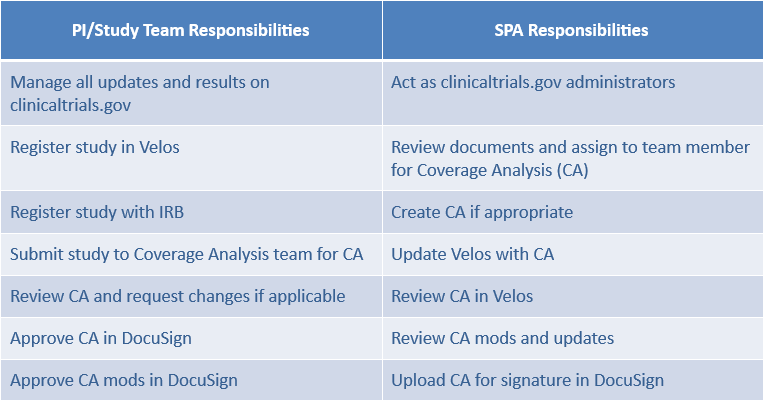 PI/Study Team Responsibilities
SPA Responsibilities
Manage all updates and results on
clinicaltrials.gov
Act as clinicaltrials.gov administrators
Register study in Velos
Review documents and assign to team member
for Coverage Analysis (CA)
Register study with IRB
Create CA if appropriate
Submit study to Coverage Analysis team for CA
Update Velos with CA
Review CA and request changes if applicable
Review CA in Velos
Approve CA in DocuSign
Review CA mods and updates
Approve CA mods in DocuSign
Upload CA for signature in DocuSign